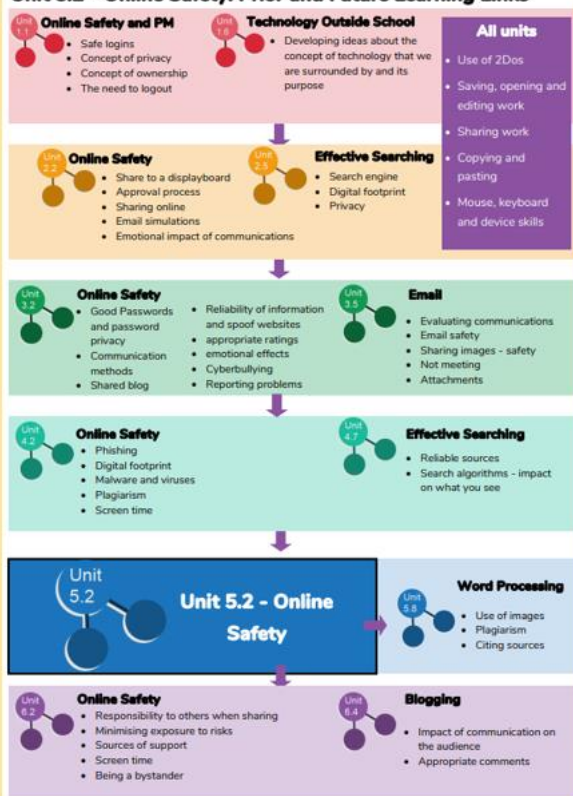 Unit 5.2 - Online Safety: Prior and Future Learning Links
Unit
1.1
Online Safety and PM
• Safe logins
• Concept of privacy
• Concept of ownership
• The need to logout
Unit
1.6
Technology Outside School
• Developing ideas about the
concept of technology that we
are surrounded by and its
purpose
All units
• Use of 2Dos
• Saving, opening and
editing work
• Sharing work
• Copying and
pasting
• Mouse, keyboard
and device skills
Unit
2.2
Online Safety
• Share to a displayboard
• Approval process
• Sharing online
• Email simulations
• Emotional impact of communications
Unit
2.5
Effective Searching
• Search engine
• Digital footprint
• Privacy
Unit
3.2
Online Safety
• Good Passwords
and password
privacy
• Communication
methods
• Shared blog
• Reliability of information
and spoof websites
• appropriate ratings
• emotional effects
• Cyberbullying
• Reporting problems
Unit
3.5
Email
• Evaluating communications
• Email safety
• Sharing images - safety
• Not meeting
• Attachments
Unit
4.2
Online Safety
• Phishing
• Digital footprint
• Malware and viruses
• Plagiarism
• Screen time
Unit
4.7
Effective Searching
• Reliable sources
• Search algorithms - impact
on what you see
Unit
5.2
Unit 5.2 - Online
Safety
Unit
5.8
Word Processing
• Use of images
• Plagiarism
• Citing sources
Unit
6.2
Online Safety
• Responsibility to others when sharing
• Minimising exposure to risks
• Sources of support
• Screen time
• Being a bystander
Unit
6.4
Blogging
• Impact of communication on
the audience
• Appropriate comments